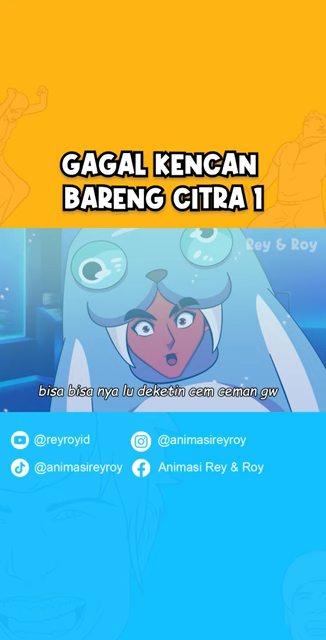 GAGAL KENCAN
BARENG CITRA 1
Rey & Roy
bisa bisa nya lu deketin cem ceman gw
@reyroyid
@animasireyroy
@animasireyroy
Animasi Rey & Roy